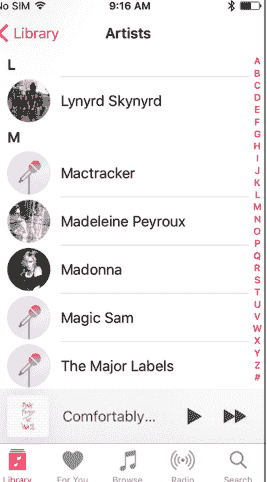 No SIM 9:16 AM
Library Artists
L
Lynyrd Skynyrd
M
Mactracker
Madeleine Peyroux
Madonna
Magic Sam
The Major Labels
A
B
C
D
E
F
G
H
I
J
K
L
M
N
O
P
Q
R
S
T
U
V
W
X
Y
Z
#
Comfortably...
Library For You Browse Radio Search